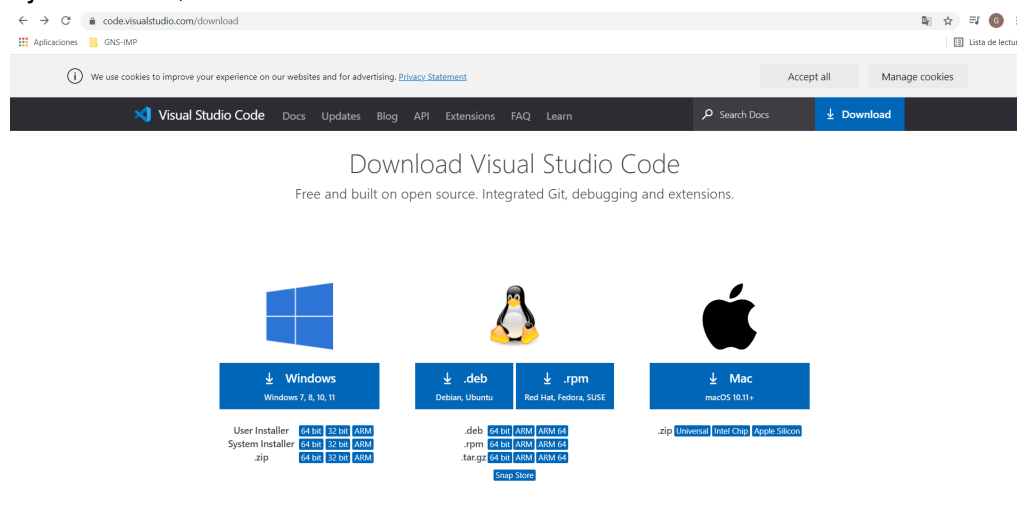 code.visualstudio.com/download
G
Aplicaciones GNS-IMP Lista de lectur
We use cookies to improve your experience on our websites and for advertising. Privacy Statement Accept all Manage cookies
Visual Studio Code Docs Updates Blog API Extensions FAQ Learn Search Docs Download
Download Visual Studio Code
Free and built on open source. Integrated Git, debugging and extensions.
Windows
Windows 7, 8, 10, 11
.deb
Debian, Ubuntu
.rpm
Red Hat, Fedora, SUSE
Mac
macOS 10.11+
User Installer 64 bit 32 bit ARM
System Installer 64 bit 32 bit ARM
.zip 64 bit 32 bit ARM
.deb 64 bit ARM ARM 64
.rpm 64 bit ARM ARM 64
.tar.gz 64 bit ARM ARM 64
Snap Store
.zip Universal Intel Chip Apple Silicon